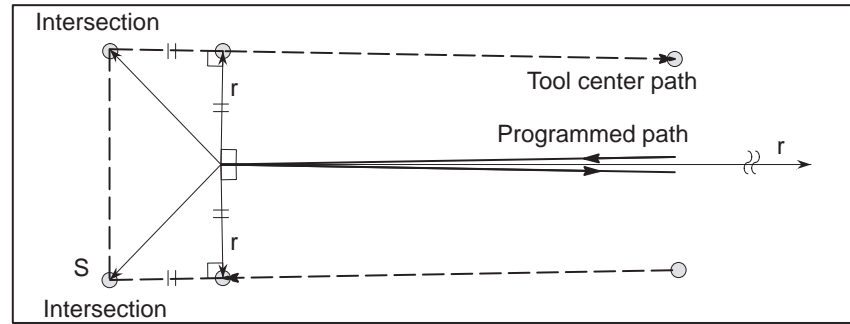 Intersection
r
Tool center path
Programmed path
r
r
S
Intersection